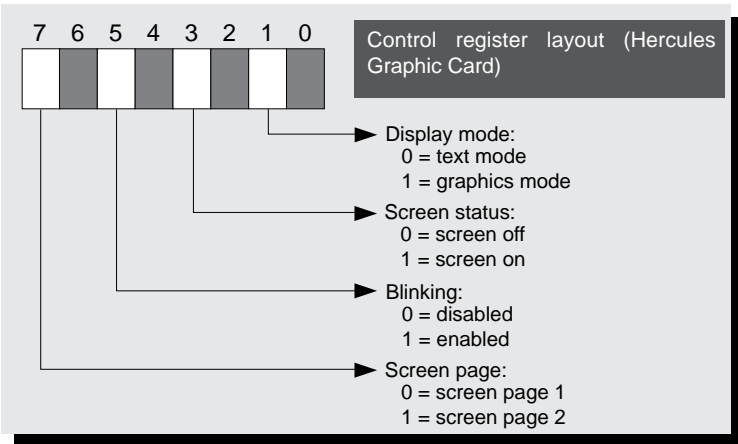 7 6 5 4 3 2 1 0
Control register layout (Hercules
Graphic Card)
Display mode:
0 = text mode
1 = graphics mode
Screen status:
0 = screen off
1 = screen on
Blinking:
0 = disabled
1 = enabled
Screen page:
0 = screen page 1
1 = screen page 2